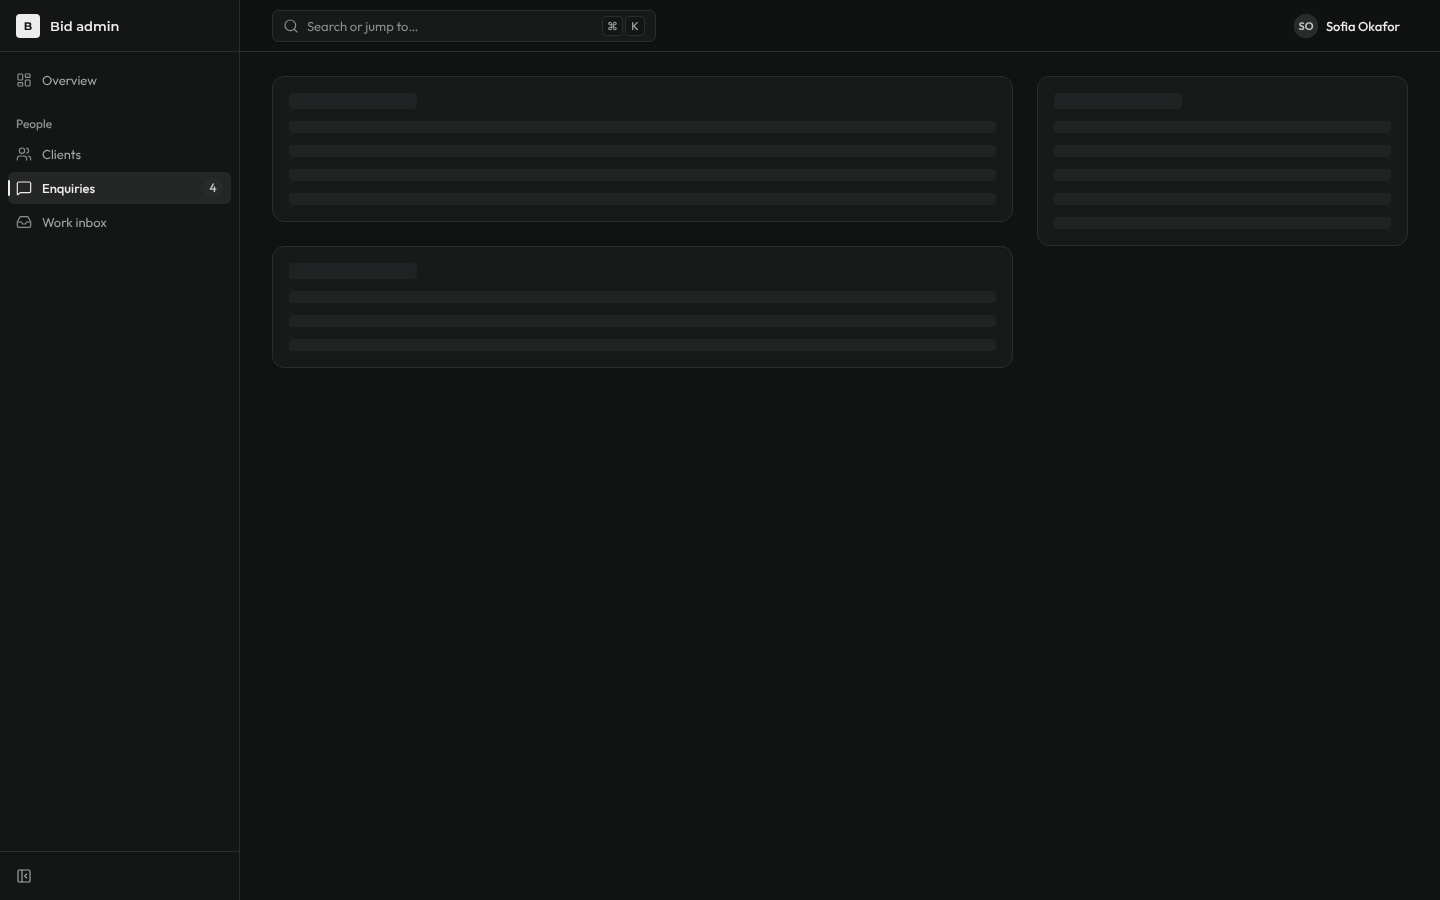 B Bid admin
Search or jump to...
⌘ K
SO Sofia Okafor
Overview
People
Clients
Enquiries 4
Work inbox